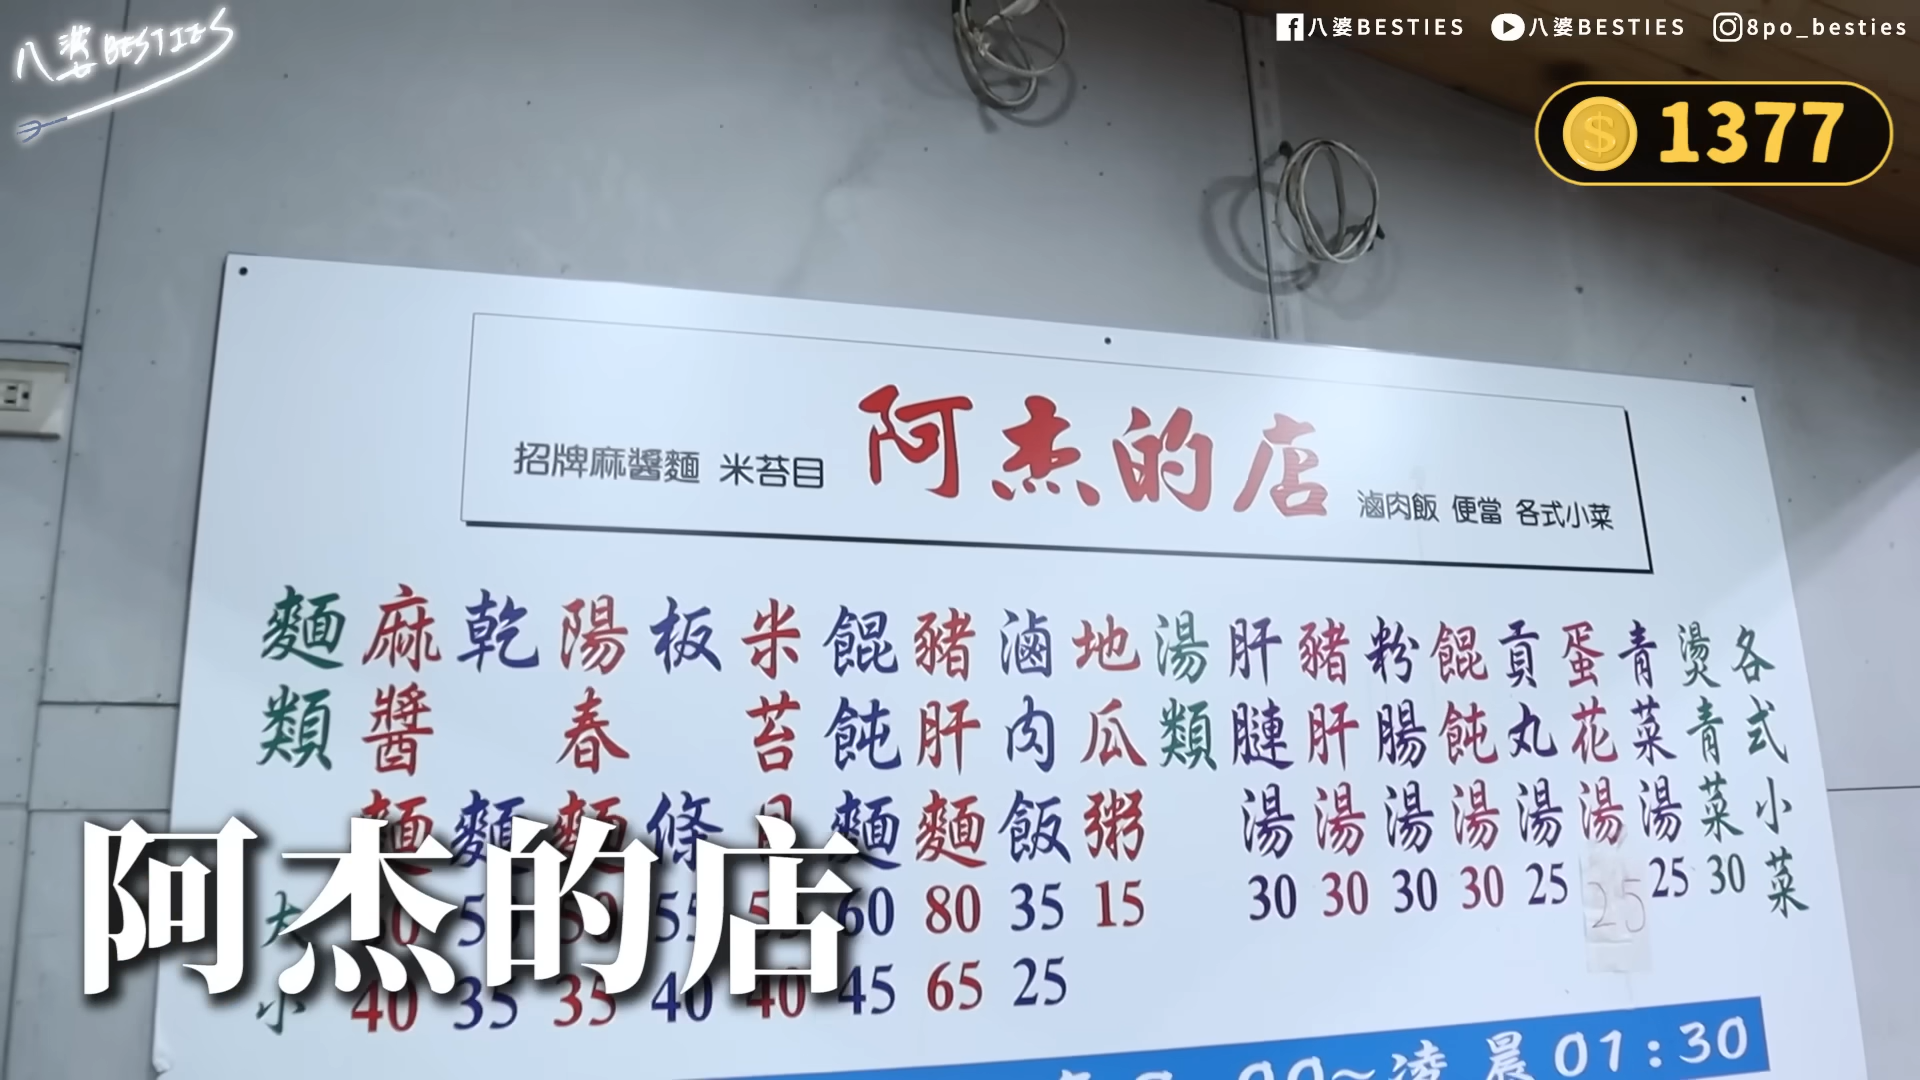 八婆BESTIES
八婆BESTIES
八婆BESTIES
8po_besties
1377
招牌麻醬麵 米苔目
阿杰的店
滷肉飯 便當 各式小菜
麵類
麻醬麵 40
乾麵 35
陽春麵 35
板條 55 40
米苔目 40
餛飩麵 60 45
豬肝麵 80 65
滷肉飯 35 25
地瓜粥 15
湯類
肝腱湯 30
豬肝湯 30
粉腸湯 30
餛飩湯 30
貢丸湯 25
蛋花湯 25
青菜湯 25
燙青菜 30
各式小菜
大
小
阿杰的店
00~凌晨01:30